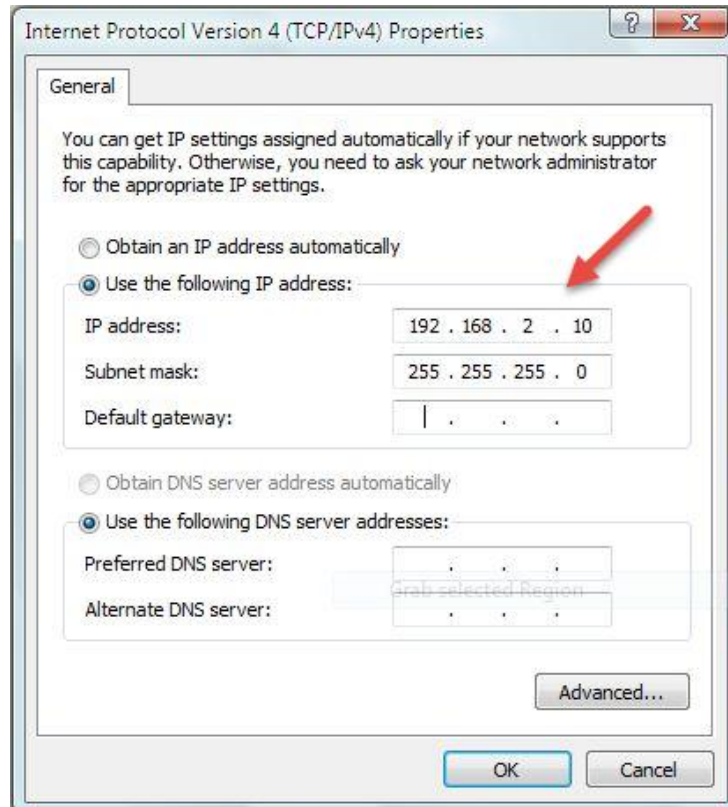 Internet Protocol Version 4 (TCP/IPv4) Properties
General
You can get IP settings assigned automatically if your network supports
this capability. Otherwise, you need to ask your network administrator
for the appropriate IP settings.
Obtain an IP address automatically
Use the following IP address:
IP address: 192 . 168 . 2 . 10
Subnet mask: 255 . 255 . 255 . 0
Default gateway: . . .
Obtain DNS server address automatically
Use the following DNS server addresses:
Preferred DNS server: . . .
Grab selected Region
Alternate DNS server: . . .
Advanced...
OK Cancel